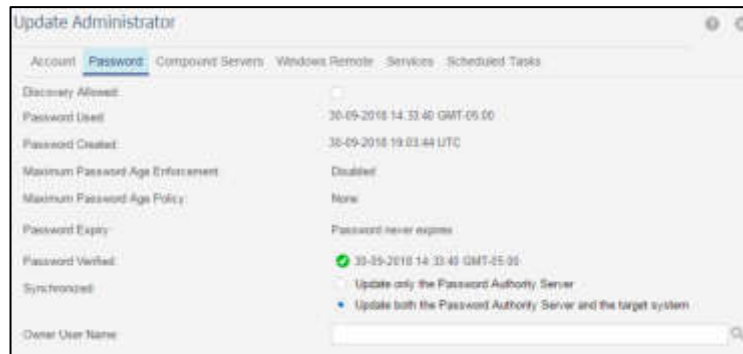 Update Administrator
Account Password Compound Servers Windows Remote Services Scheduled Tasks
Discovery Allowed:
Password Used: 30-09-2018 14:33:40 GMT-05:00
Password Created: 30-09-2018 19:03:44 UTC
Maximum Password Age Enforcement: Disabled
Maximum Password Age Policy: None
Password Expiry: Password never expires
Password Verified: 30-09-2018 14:33:40 GMT-05:00
Synchronized: Update only the Password Authority Server
Update both the Password Authority Server and the target system
Owner User Name: